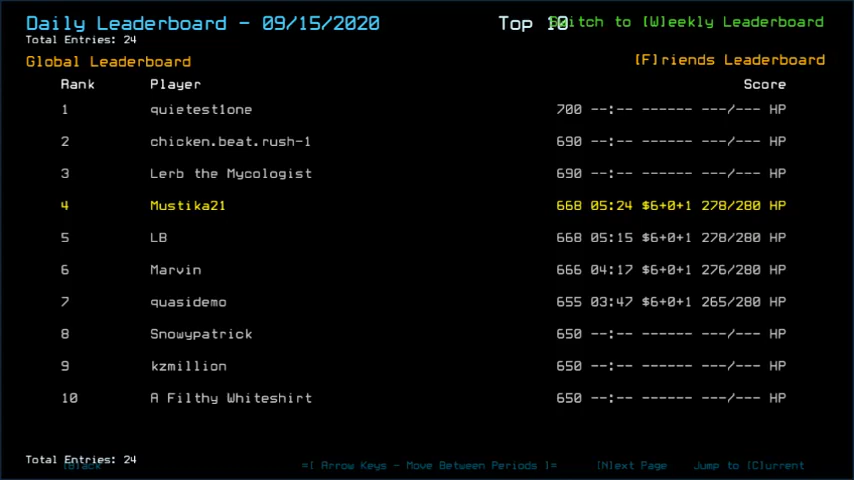 Daily Leaderboard - 09/15/2020 Top 10 Switch to [W]eekly Leaderboard
Total Entries: 24
Global Leaderboard [F]riends Leaderboard
Rank Player Score
1 quietest1one 700 --:-- ------ ---/--- HP
2 chicken.beat.rush-1 690 --:-- ------ ---/--- HP
3 Lerb the Mycologist 690 --:-- ------ ---/--- HP
4 Mustika21 668 05:24 $6+0+1 278/280 HP
5 LB 668 05:15 $6+0+1 278/280 HP
6 Marvin 666 04:17 $6+0+1 276/280 HP
7 quasidemo 655 03:47 $6+0+1 265/280 HP
8 Snowypatrick 650 --:-- ------ ---/--- HP
9 kzmillion 650 --:-- ------ ---/--- HP
10 A Filthy Whiteshirt 650 --:-- ------ ---/--- HP
Total Entries: 24
[B]ack =[ Arrow Keys - Move Between Periods ]= [N]ext Page Jump to [C]urrent